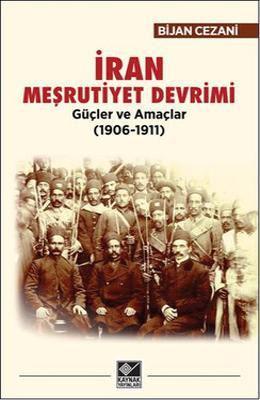 BİJAN CEZANİ
İRAN
MEŞRUTİYET DEVRİMİ
Güçler ve Amaçlar
(1906-1911)
KAYNAK
YAYINLARI